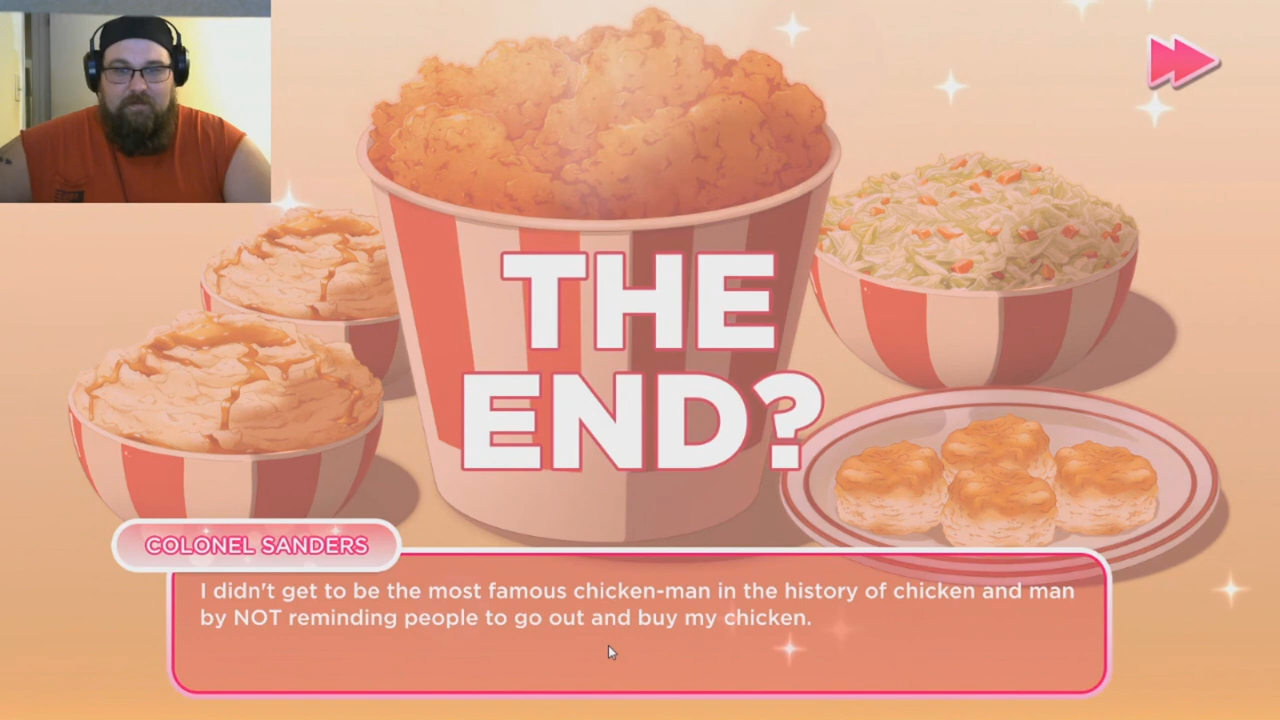 THE
END?
COLONEL SANDERS
I didn't get to be the most famous chicken-man in the history of chicken and man
by NOT reminding people to go out and buy my chicken.